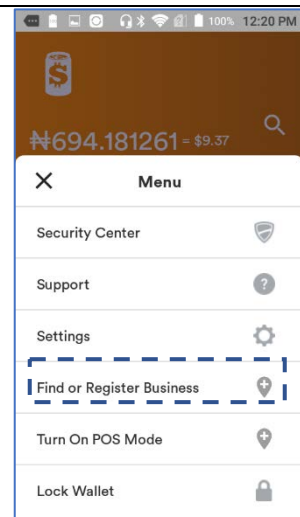 100% 12:20 PM
$
₦694.181261 = $9.37
Menu
Security Center
Support
?
Settings
Find or Register Business
Turn On POS Mode
Lock Wallet